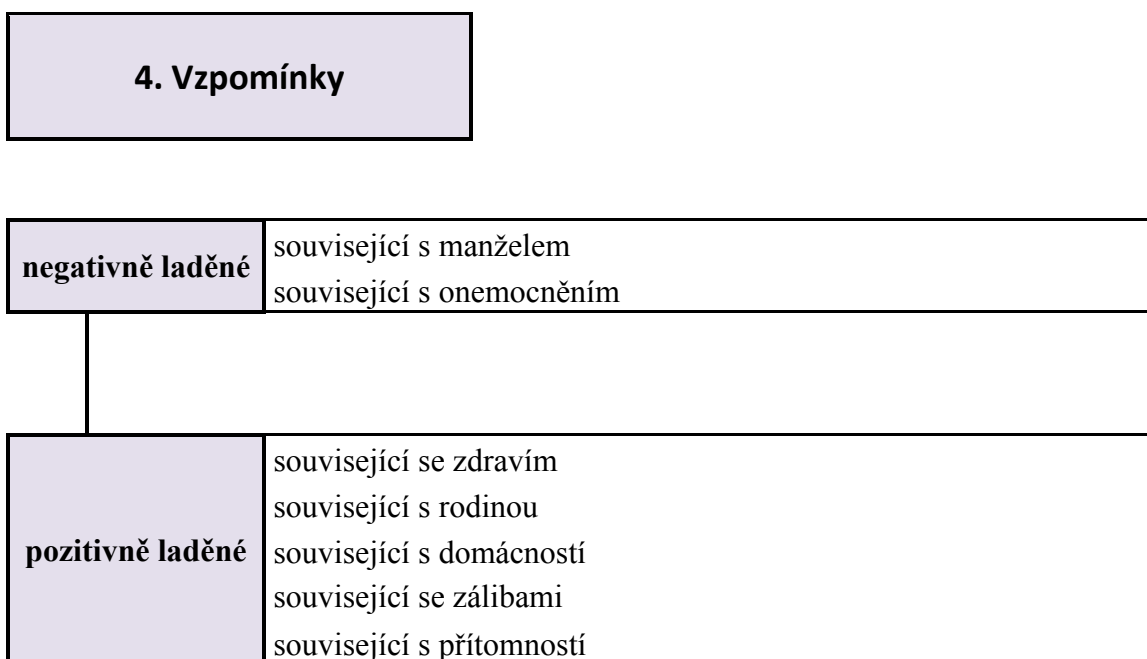 4. Vzpomínky
negativně laděné
související s manželem
související s onemocněním
pozitivně laděné
související se zdravím
související s rodinou
související s domácností
související se zálibami
související s přítomností